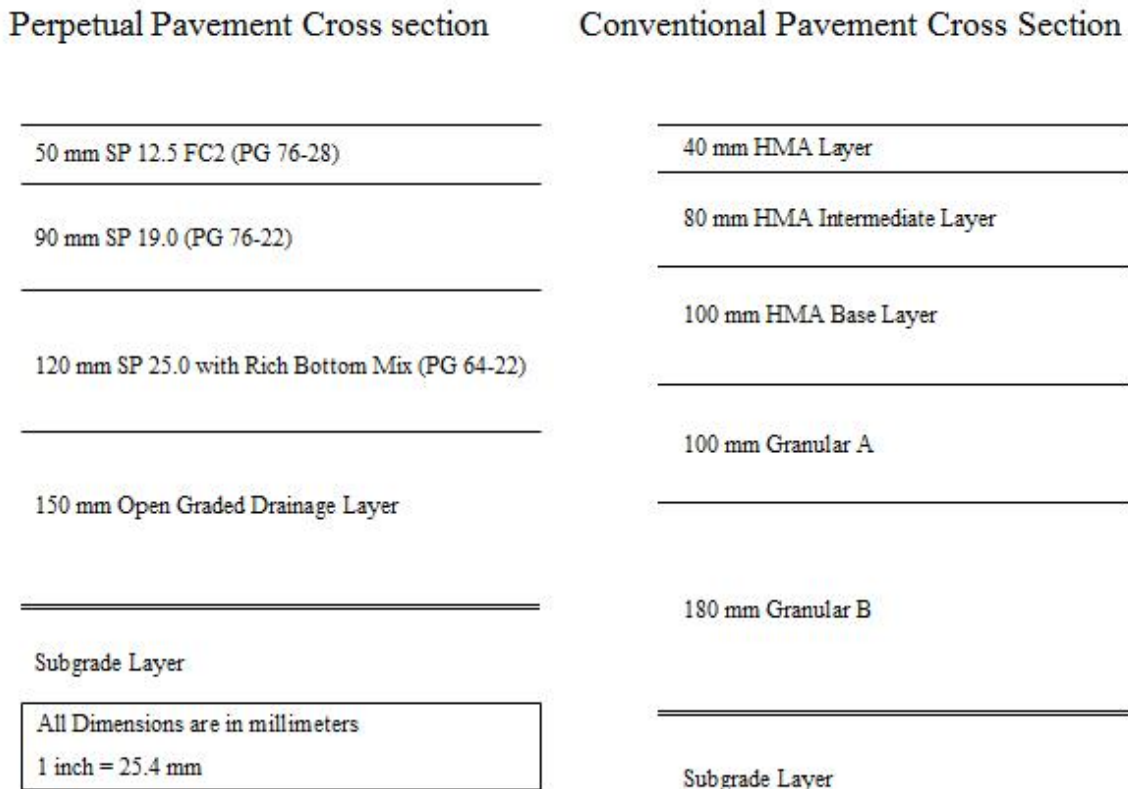 Perpetual Pavement Cross section
50 mm SP 12.5 FC2 (PG 76-28)
90 mm SP 19.0 (PG 76-22)
120 mm SP 25.0 with Rich Bottom Mix (PG 64-22)
150 mm Open Graded Drainage Layer
Subgrade Layer
All Dimensions are in millimeters
1 inch = 25.4 mm
Conventional Pavement Cross Section
40 mm HMA Layer
80 mm HMA Intermediate Layer
100 mm HMA Base Layer
100 mm Granular A
180 mm Granular B
Subgrade Layer